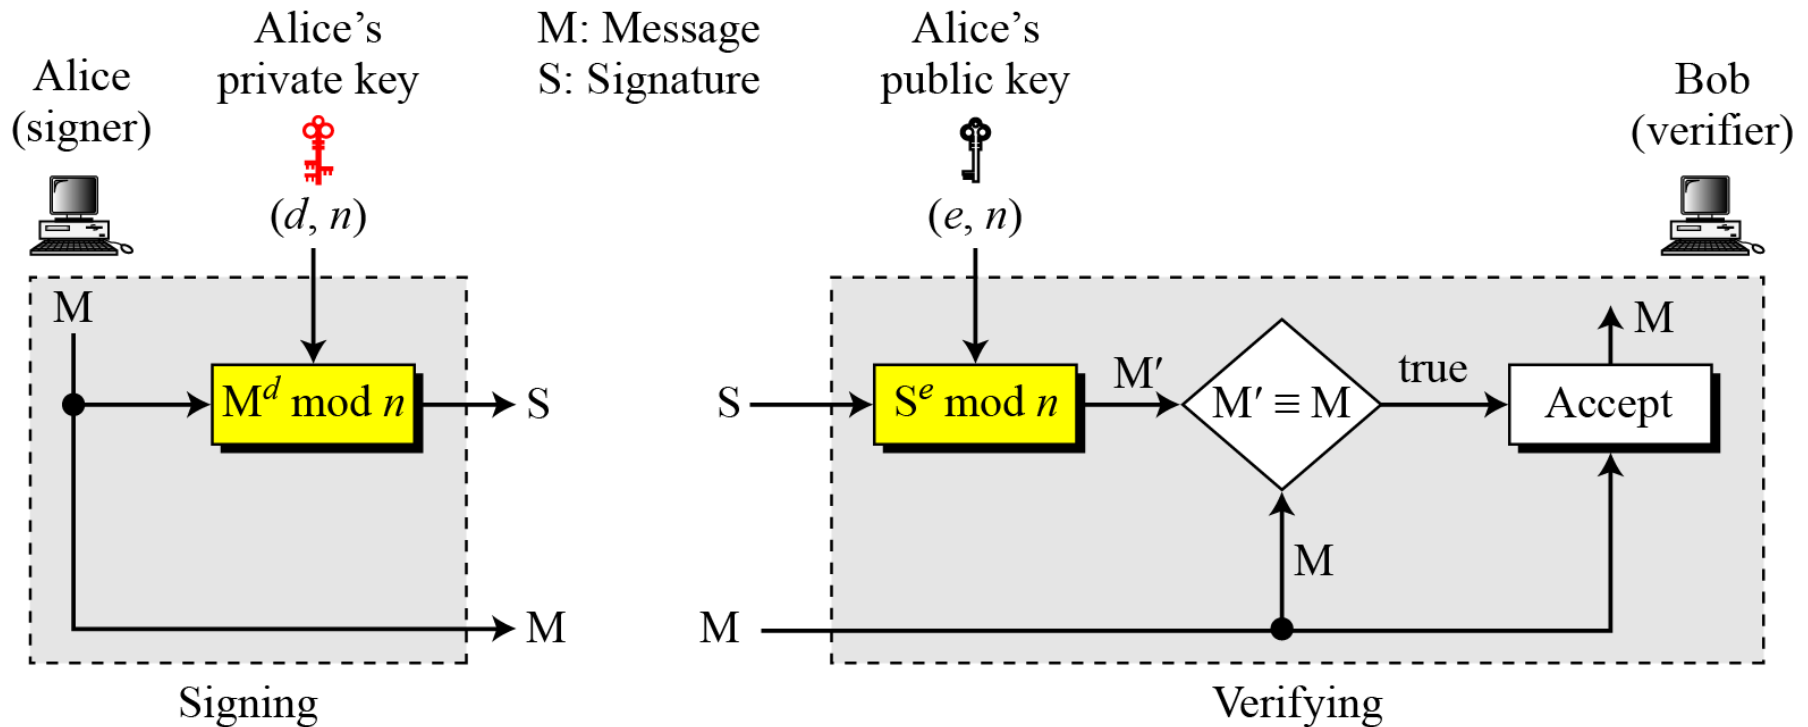 Alice
(signer)
Alice’s
private key
(d, n)
M: Message
S: Signature
Alice’s
public key
(e, n)
Bob
(verifier)
M
M^d mod n
S
M
Signing
S
S^e mod n
M′
M′ ≡ M
true
Accept
M
M
M
Verifying